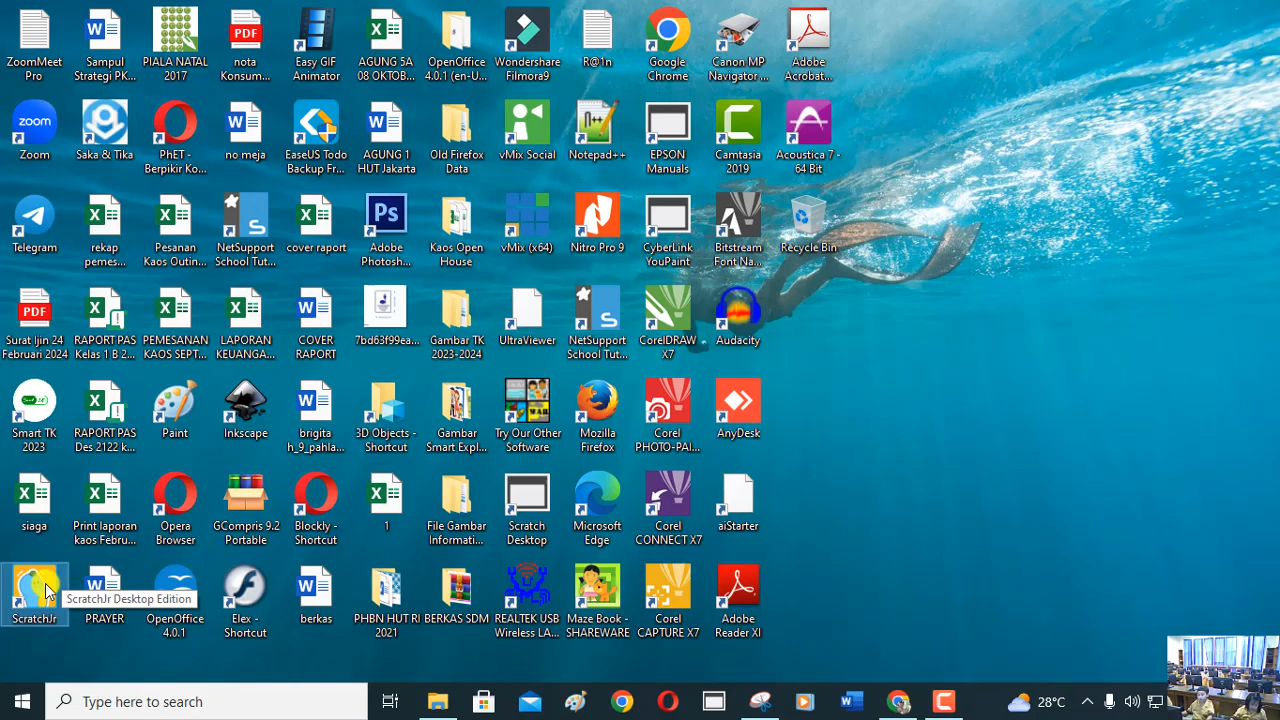 ZoomMeet Pro
Sampul Strategi PK...
PIALA NATAL 2017
PDF
nota Konsum...
Easy GIF Animator
AGUNG 5A 08 OKTOB...
OpenOffice 4.0.1 (en-U...
Wondershare Filmora9
R@1n
Google Chrome
Canon MP Navigator ...
Adobe Acrobat...
zoom
Zoom
Saka & Tika
PhET - Berpikir Ko...
no meja
EaseUS Todo Backup Fr...
AGUNG 1 HUT Jakarta
Old Firefox Data
vMix Social
Notepad++
EPSON Manuals
Camtasia 2019
Acoustica 7 - 64 Bit
Telegram
rekap pemes...
Pesanan Kaos Outin...
NetSupport School Tut...
cover raport
Ps
Adobe Photosh...
Kaos Open House
vMix (x64)
Nitro Pro 9
CyberLink YouPaint
Bitstream Font Na...
Recycle Bin
PDF
Surat Ijin 24 Februari 2024
RAPORT PAS Kelas 1 B 2...
PEMESANAN KAOS SEPT...
LAPORAN KEUANGA...
COVER RAPORT
7bd63f99ea...
Gambar TK 2023-2024
UltraViewer
NetSupport School Tut...
CorelDRAW X7
Audacity
Smart TK 2023
RAPORT PAS Des 2122 k...
Paint
Inkscape
brigita h_9_pahla...
3D Objects - Shortcut
Gambar Smart Expl...
Try Our Other Software
Mozilla Firefox
Corel PHOTO-PAI...
AnyDesk
siaga
Print laporan kaos Febru...
Opera Browser
GCompris 9.2 Portable
Blockly - Shortcut
1
File Gambar Informati...
Scratch Desktop
Microsoft Edge
Corel CONNECT X7
aiStarter
ScratchJr
ScratchJr Desktop Edition
PRAYER
OpenOffice 4.0.1
Elex - Shortcut
berkas
PHBN HUT RI 2021
BERKAS SDM
REALTEK USB Wireless LA...
Maze Book - SHAREWARE
Corel CAPTURE X7
Adobe Reader XI
Type here to search
28°C